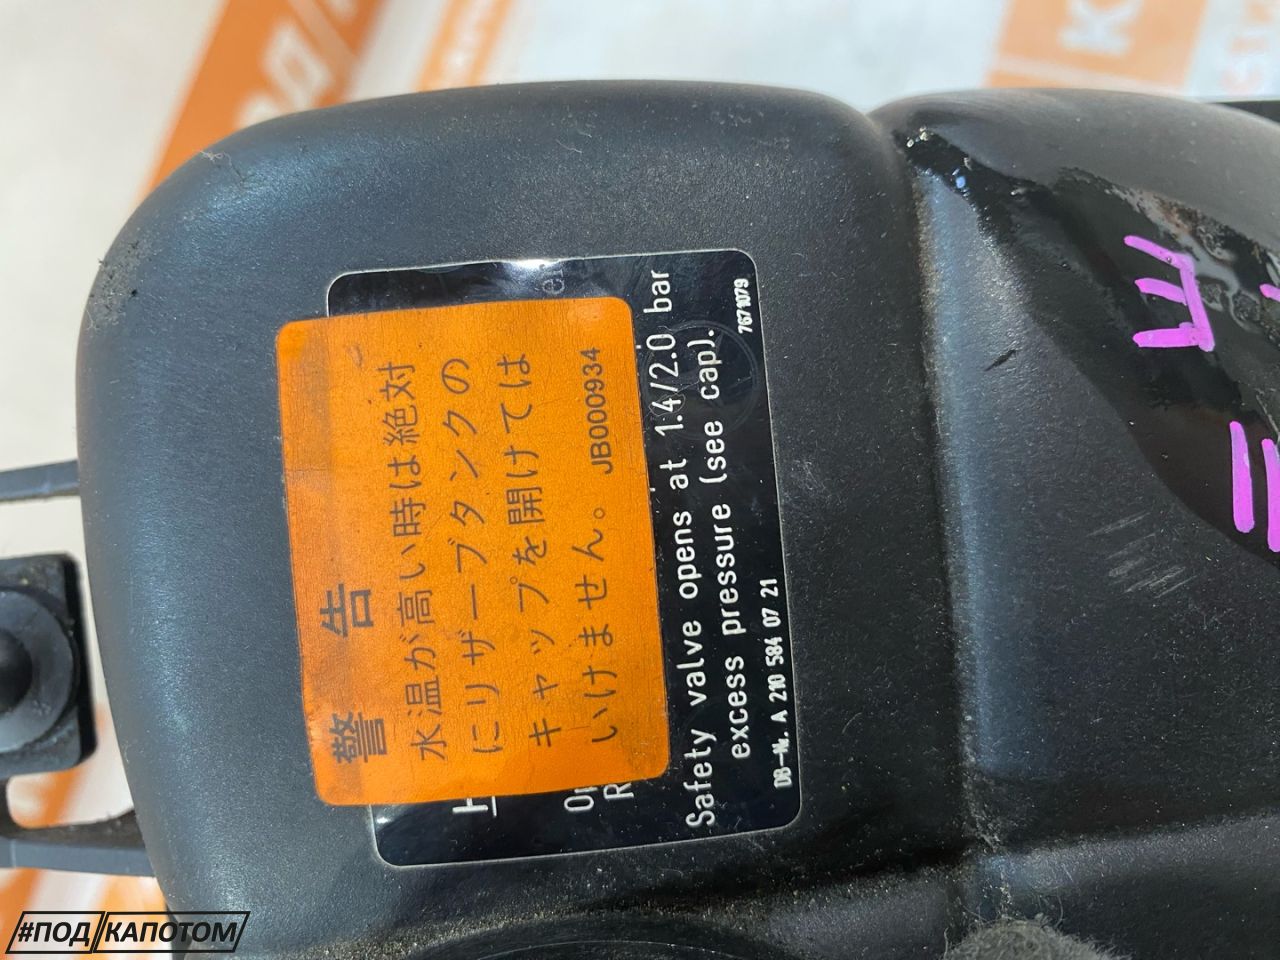 警 告
水温が高い時は絶対
にリザーブタンクの
キャップを開けては
いけません。 JB000934
Safety valve opens at 1.4/2.0 bar
excess pressure (see cap).
DB-Nr. A 210 584 07 21
7671079
#ПОД КАПОТОМ